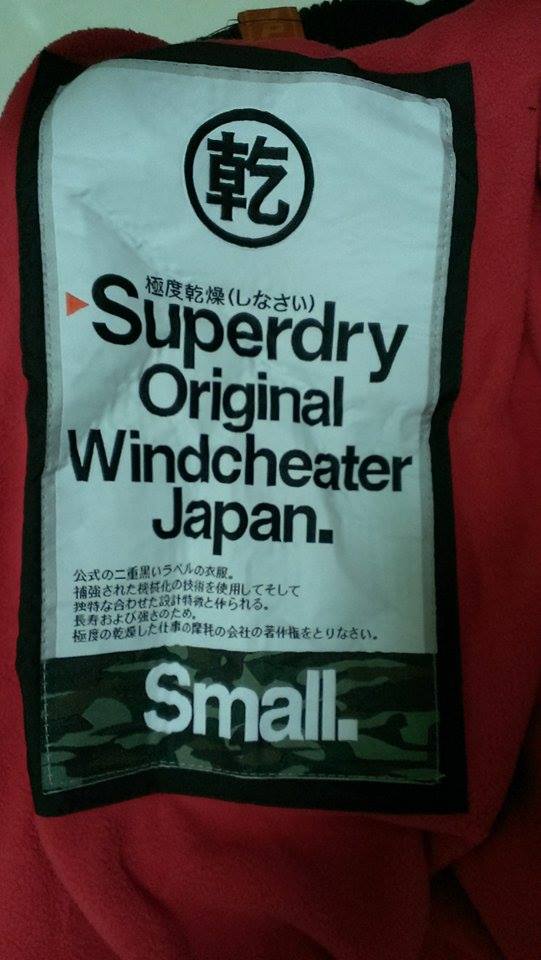 乾
極度乾燥(しなさい)
Superdry
Original
Windcheater
Japan.
公式の二重黒いラベルの衣服。
補強された機械化の技術を使用してそして
独特な合わせた設計特徴と作られる。
長寿および強さのため。
極度の乾燥した仕事の摩耗の会社の著作権をとりなさい。
Small.